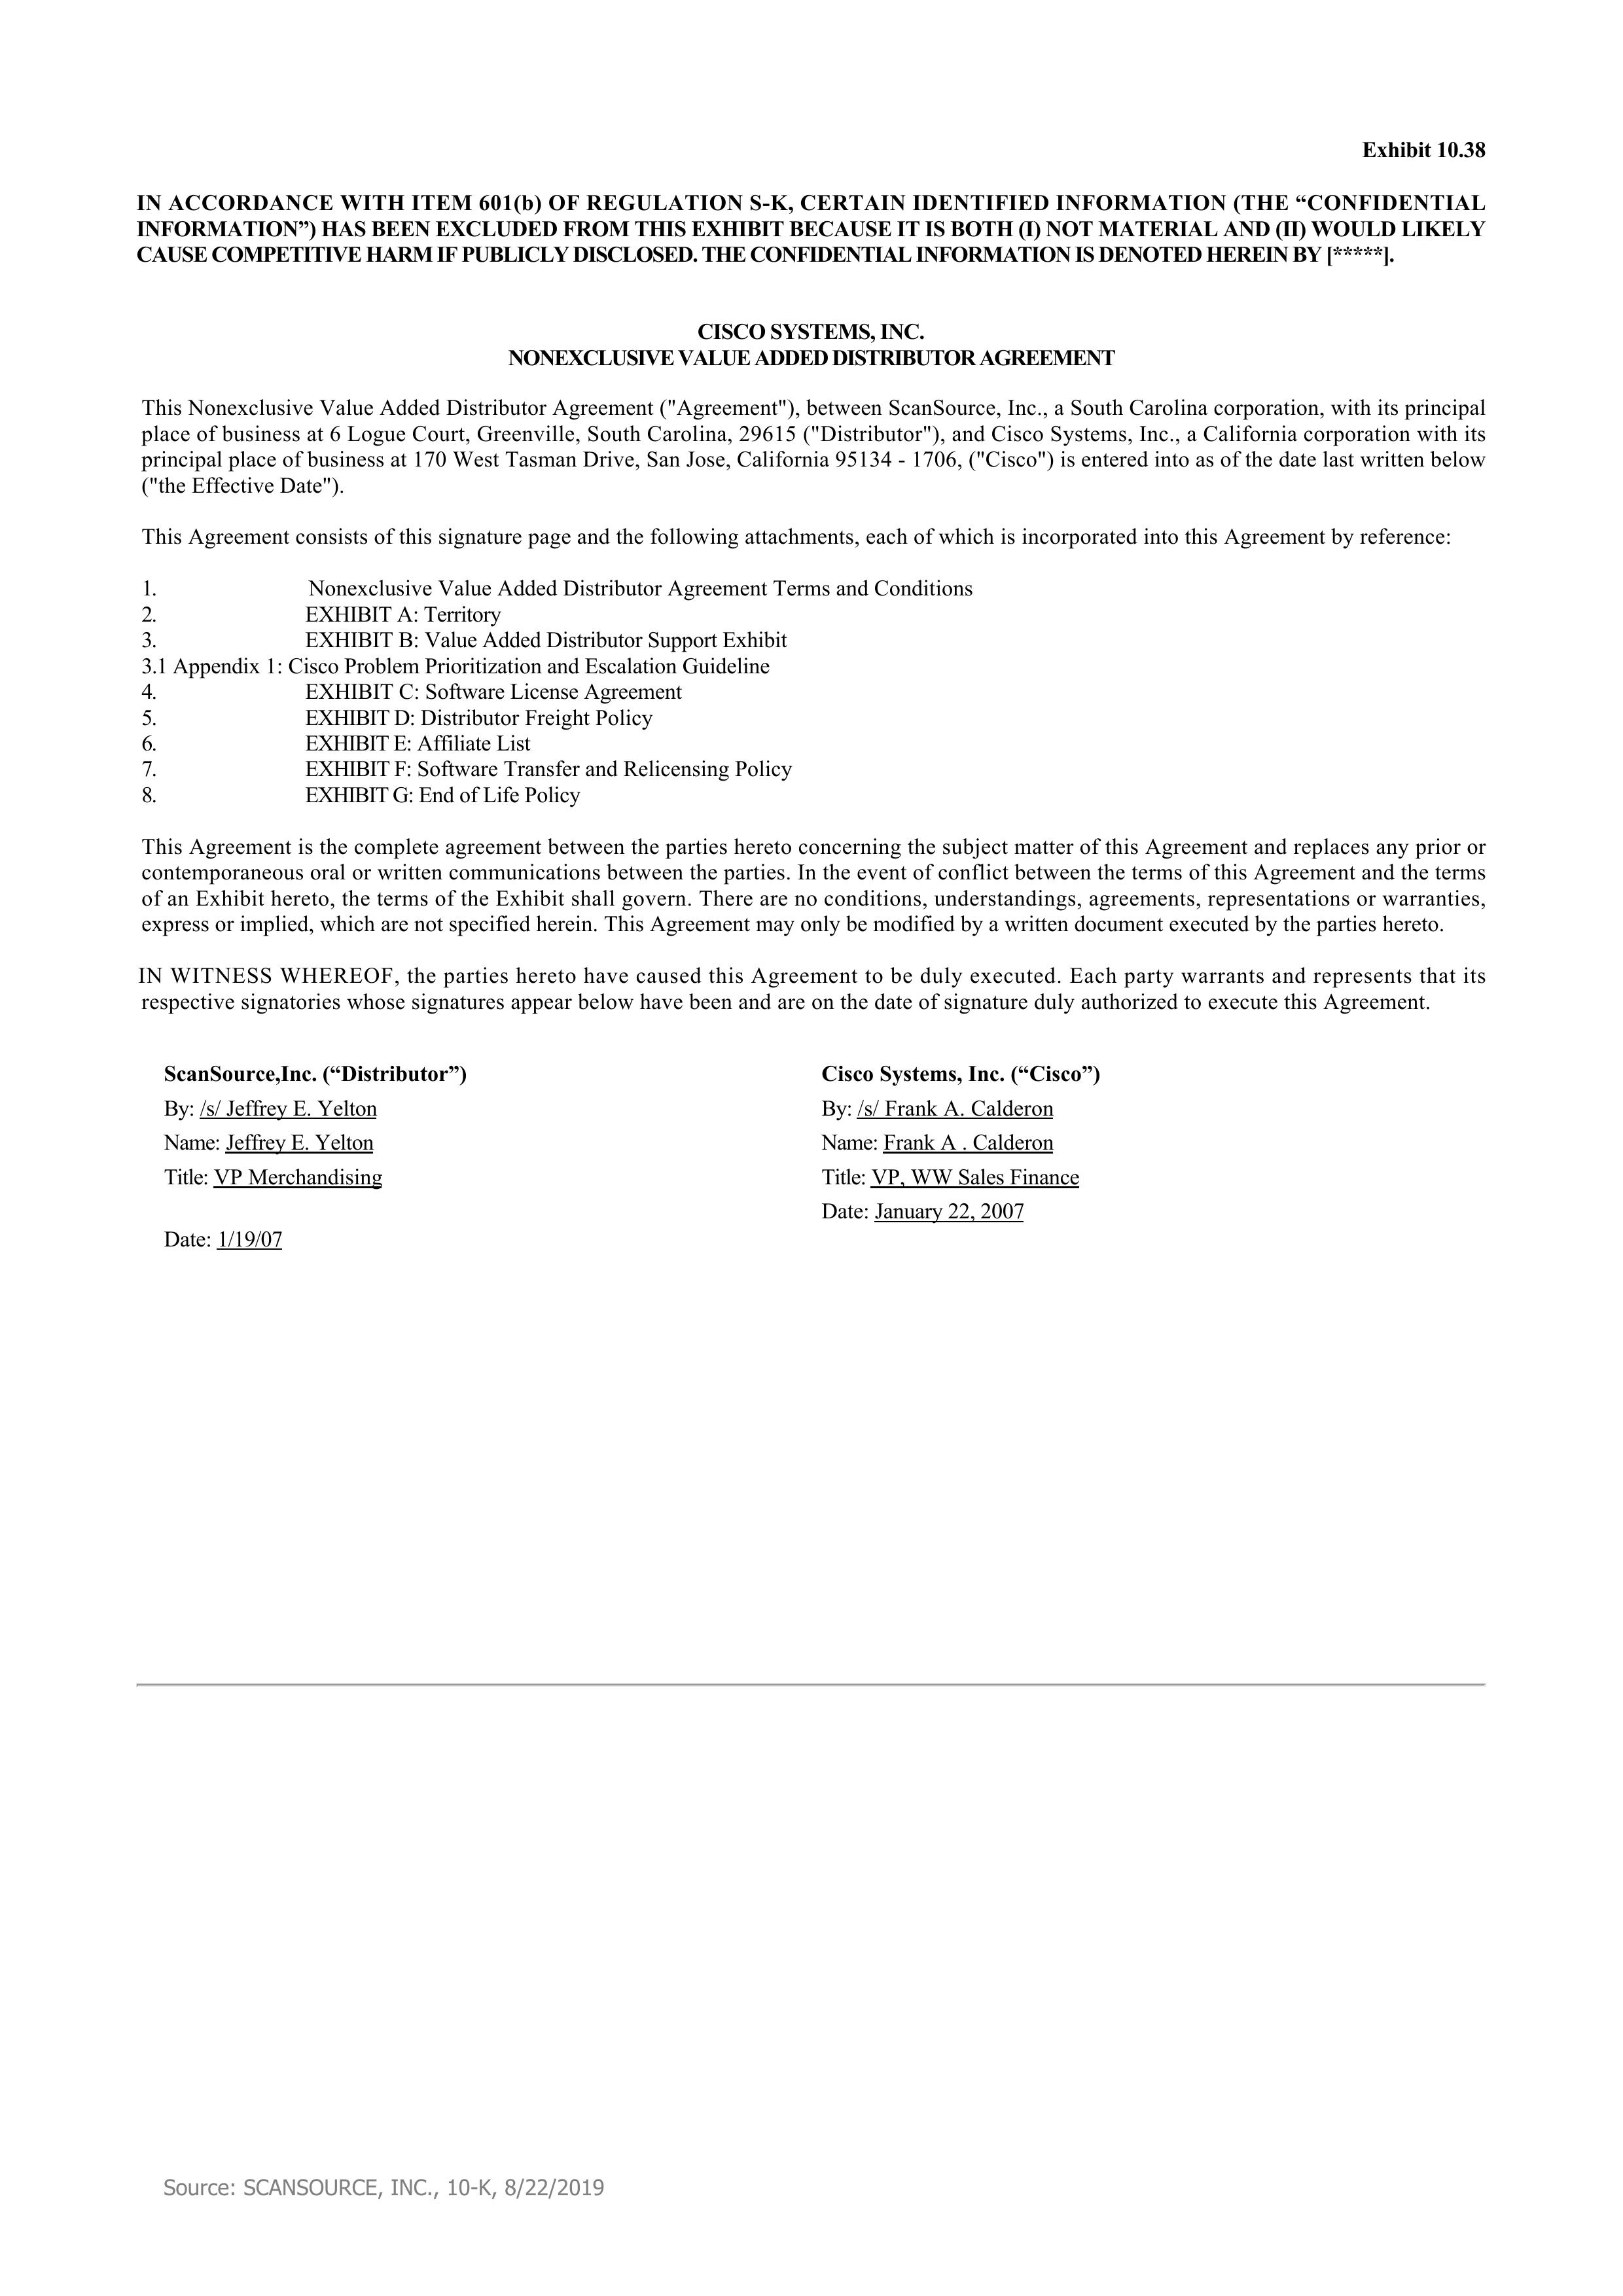 Exhibit 10.38
IN ACCORDANCE WITH ITEM 601(b) OF REGULATION S-K, CERTAIN IDENTIFIED INFORMATION (THE “CONFIDENTIAL
INFORMATION”) HAS BEEN EXCLUDED FROM THIS EXHIBIT BECAUSE IT IS BOTH (I) NOT MATERIAL AND (II) WOULD LIKELY
CAUSE COMPETITIVE HARM IF PUBLICLY DISCLOSED. THE CONFIDENTIAL INFORMATION IS DENOTED HEREIN BY [*****].
CISCO SYSTEMS, INC.
NONEXCLUSIVE VALUE ADDED DISTRIBUTOR AGREEMENT
This Nonexclusive Value Added Distributor Agreement ("Agreement"), between ScanSource, Inc., a South Carolina corporation, with its principal
place of business at 6 Logue Court, Greenville, South Carolina, 29615 ("Distributor"), and Cisco Systems, Inc., a California corporation with its
principal place of business at 170 West Tasman Drive, San Jose, California 95134 - 1706, ("Cisco") is entered into as of the date last written below
("the Effective Date").
This Agreement consists of this signature page and the following attachments, each of which is incorporated into this Agreement by reference:
1. Nonexclusive Value Added Distributor Agreement Terms and Conditions
2. EXHIBIT A: Territory
3. EXHIBIT B: Value Added Distributor Support Exhibit
3.1 Appendix 1: Cisco Problem Prioritization and Escalation Guideline
4. EXHIBIT C: Software License Agreement
5. EXHIBIT D: Distributor Freight Policy
6. EXHIBIT E: Affiliate List
7. EXHIBIT F: Software Transfer and Relicensing Policy
8. EXHIBIT G: End of Life Policy
This Agreement is the complete agreement between the parties hereto concerning the subject matter of this Agreement and replaces any prior or
contemporaneous oral or written communications between the parties. In the event of conflict between the terms of this Agreement and the terms
of an Exhibit hereto, the terms of the Exhibit shall govern. There are no conditions, understandings, agreements, representations or warranties,
express or implied, which are not specified herein. This Agreement may only be modified by a written document executed by the parties hereto.
IN WITNESS WHEREOF, the parties hereto have caused this Agreement to be duly executed. Each party warrants and represents that its
respective signatories whose signatures appear below have been and are on the date of signature duly authorized to execute this Agreement.
ScanSource,Inc. (“Distributor”)
By: /s/ Jeffrey E. Yelton
Name: Jeffrey E. Yelton
Title: VP Merchandising
Date: 1/19/07
Cisco Systems, Inc. (“Cisco”)
By: /s/ Frank A. Calderon
Name: Frank A . Calderon
Title: VP, WW Sales Finance
Date: January 22, 2007
Source: SCANSOURCE, INC., 10-K, 8/22/2019